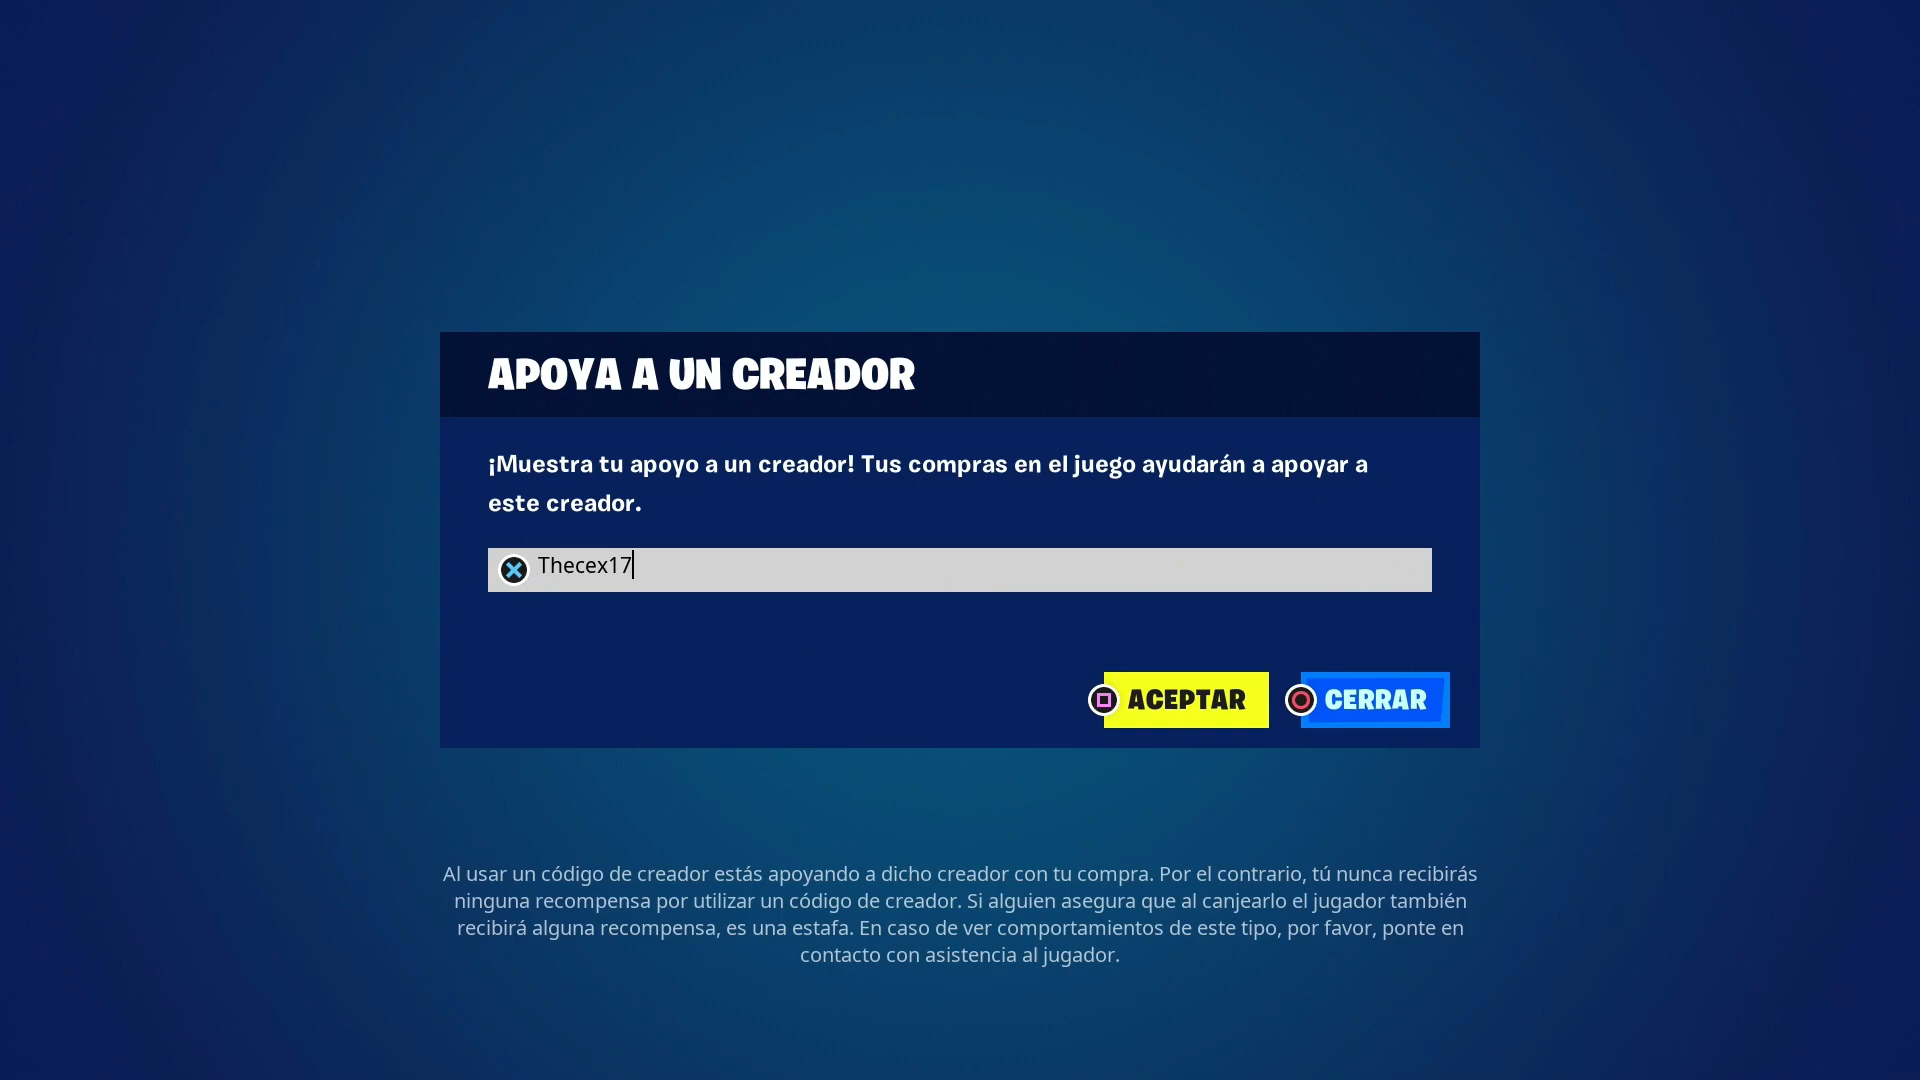 APOYA A UN CREADOR
¡Muestra tu apoyo a un creador! Tus compras en el juego ayudarán a apoyar a
este creador.
Thecex17
ACEPTAR
CERRAR
Al usar un código de creador estás apoyando a dicho creador con tu compra. Por el contrario, tú nunca recibirás
ninguna recompensa por utilizar un código de creador. Si alguien asegura que al canjearlo el jugador también
recibirá alguna recompensa, es una estafa. En caso de ver comportamientos de este tipo, por favor, ponte en
contacto con asistencia al jugador.